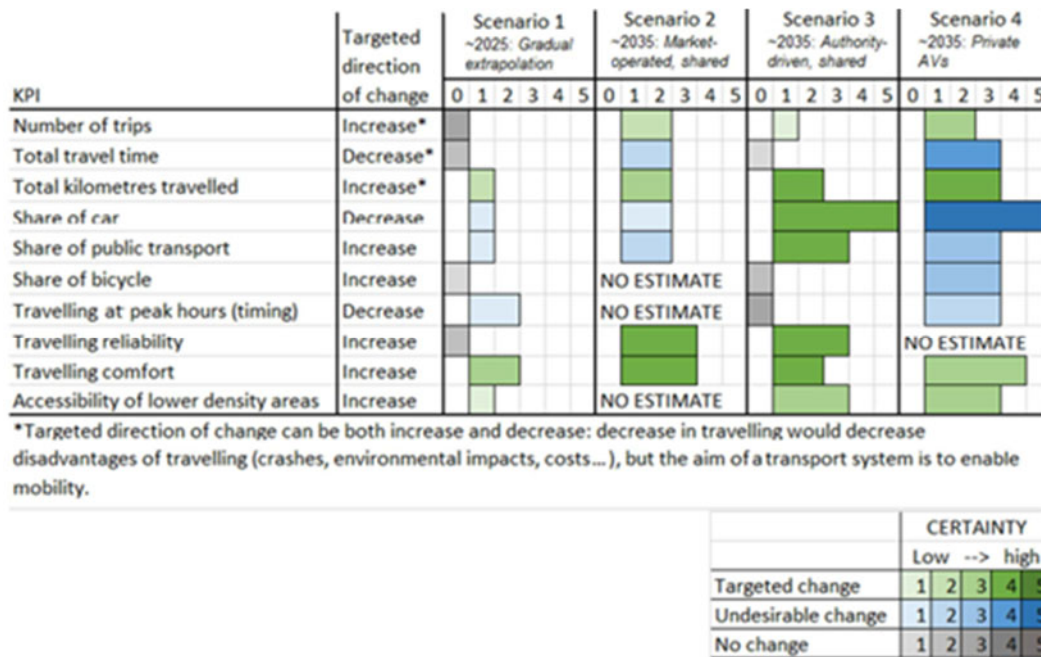 Scenario 1 Scenario 2 Scenario 3 Scenario 4
Targeted ~2025: Gradual ~2035: Market- ~2035: Authority- ~2035: Private
direction extrapolation operated, shared driven, shared AVs
KPI of change 0 1 2 3 4 5 0 1 2 3 4 5 0 1 2 3 4 5 0 1 2 3 4 5
Number of trips Increase*
Total travel time Decrease*
Total kilometres travelled Increase*
Share of car Decrease
Share of public transport Increase
Share of bicycle Increase NO ESTIMATE
Travelling at peak hours (timing) Decrease NO ESTIMATE
Travelling reliability Increase NO ESTIMATE
Travelling comfort Increase
Accessibility of lower density areas Increase NO ESTIMATE
*Targeted direction of change can be both increase and decrease: decrease in travelling would decrease
disadvantages of travelling (crashes, environmental impacts, costs...), but the aim of a transport system is to enable
mobility.
CERTAINTY
Low --> high
Targeted change 1 2 3 4 5
Undesirable change 1 2 3 4 5
No change 1 2 3 4 5